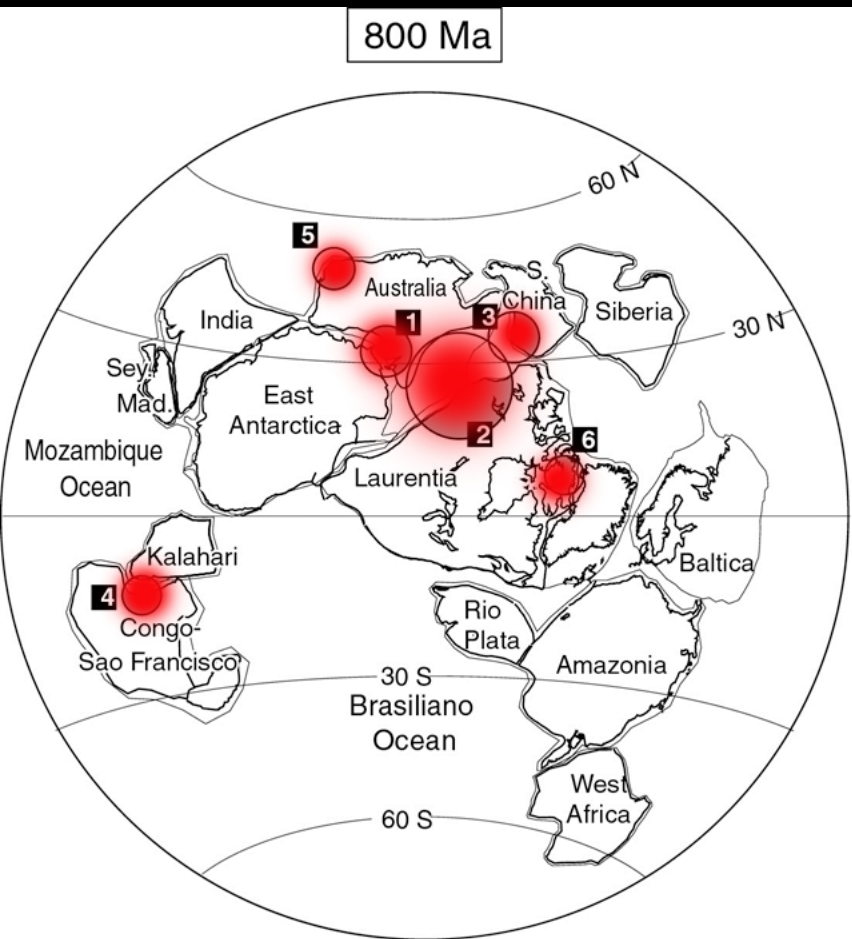 800 Ma
60 N
5
Australia
S.
China
Siberia
India
1
3
30 N
Sey.
Mad.
East
Antarctica
2
6
Mozambique
Ocean
Laurentia
Kalahari
Baltica
4
Congo-
Sao Francisco
Rio
Plata
Amazonia
30 S
Brasiliano
Ocean
West
Africa
60 S